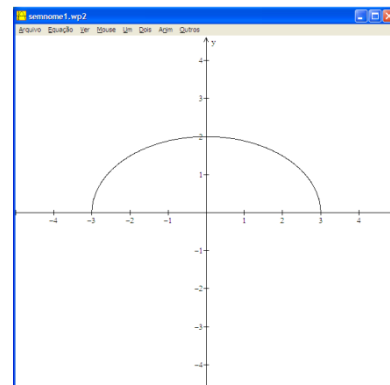 semnome1.wp2
Arquivo Equação Ver Mouse Um Dois Anim Outros
y
4
3
2
1
−4 −3 −2 −1 1 2 3 4
−1
−2
−3
−4